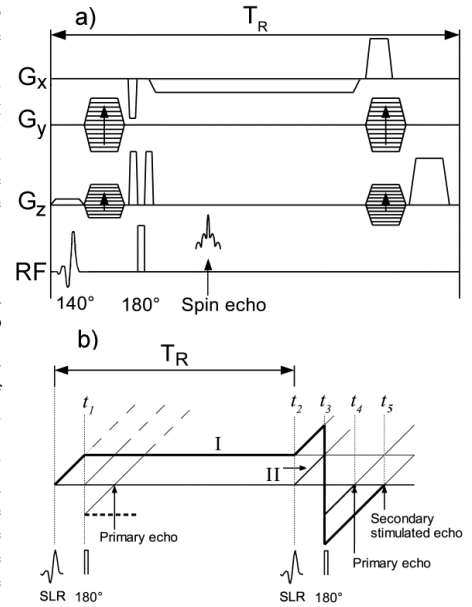 a)
T_R
G_x
G_y
G_z
RF
140° 180° Spin echo
b)
T_R
t_1 t_2 t_3 t_4 t_5
I
II
Primary echo
Secondary
stimulated echo
Primary echo
SLR 180° SLR 180°